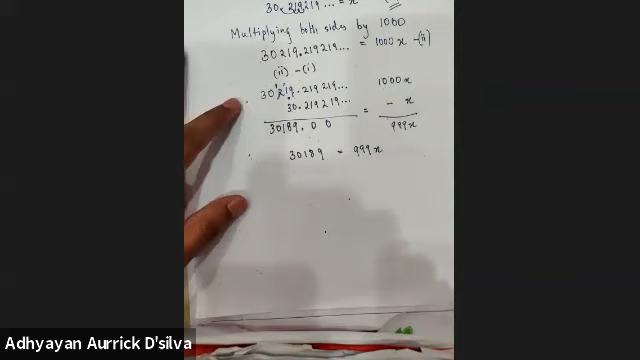 30.219219... = x
Multiplying both sides by 1000
30219.219219... = 1000x -(ii)
(ii) - (i)
30219.219219... 1000x
30.219219... = - x
30189.00 999x
30189 = 999x
Adhyayan Aurrick D'silva